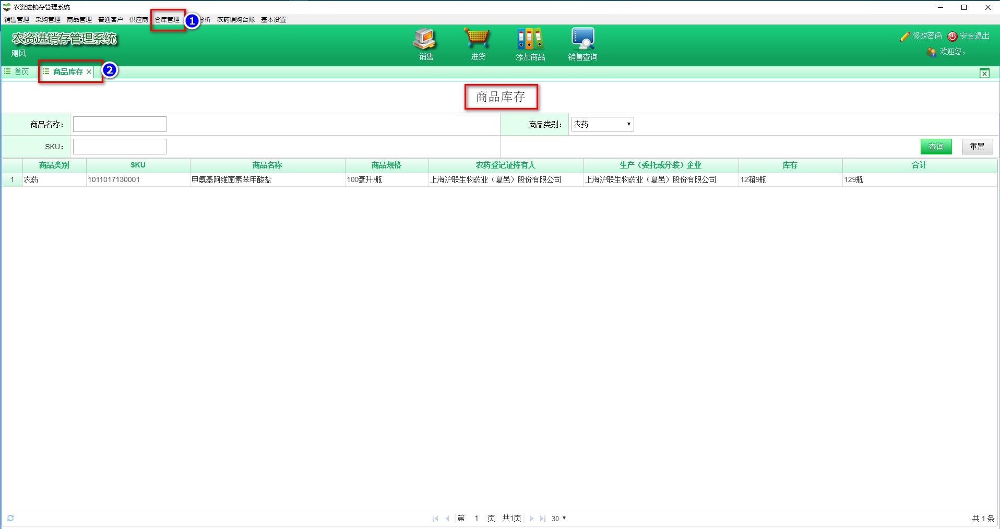 农资进销存管理系统
销售管理 采购管理 商品管理 普通客户 供应商 仓库管理 1 分析 农药销购台账 基本设置
农资进销存管理系统
飓风
销售 进货 添加商品 销售查询
修改密码 安全退出
欢迎您，
首页 商品库存 2
商品库存
商品名称： 商品类别： 农药
SKU： 查询 重置
商品类别 SKU 商品名称 商品规格 农药登记证持有人 生产（委托或分装）企业 库存 合计
1 农药 1011017130001 甲氨基阿维菌素苯甲酸盐 100毫升/瓶 上海沪联生物药业（夏邑）股份有限公司 上海沪联生物药业（夏邑）股份有限公司 12箱9瓶 129瓶
第 1 页 共1页 30 共 1 条